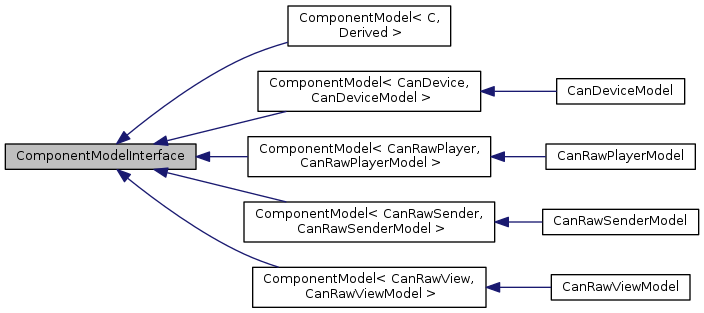 ComponentModelInterface
ComponentModel< C,
Derived >
ComponentModel< CanDevice,
CanDeviceModel >
CanDeviceModel
ComponentModel< CanRawPlayer,
CanRawPlayerModel >
CanRawPlayerModel
ComponentModel< CanRawSender,
CanRawSenderModel >
CanRawSenderModel
ComponentModel< CanRawView,
CanRawViewModel >
CanRawViewModel